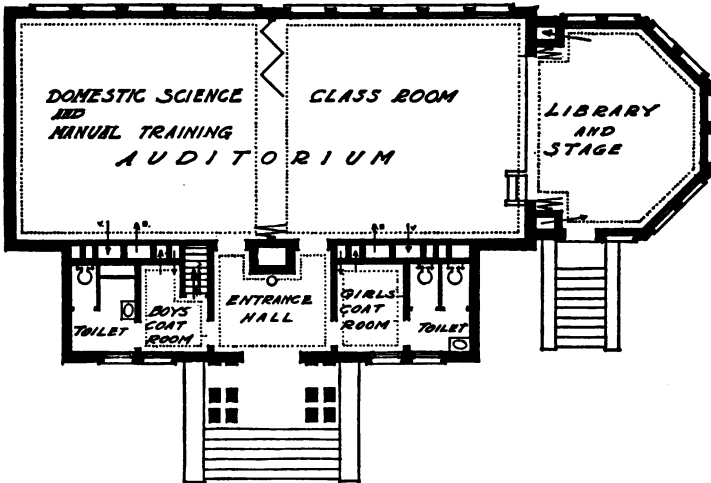 DOMESTIC SCIENCE
AND
MANUAL TRAINING
CLASS ROOM
AUDITORIUM
LIBRARY
AND
STAGE
TOILET
BOYS
COAT
ROOM
ENTRANCE
HALL
GIRLS
COAT
ROOM
TOILET